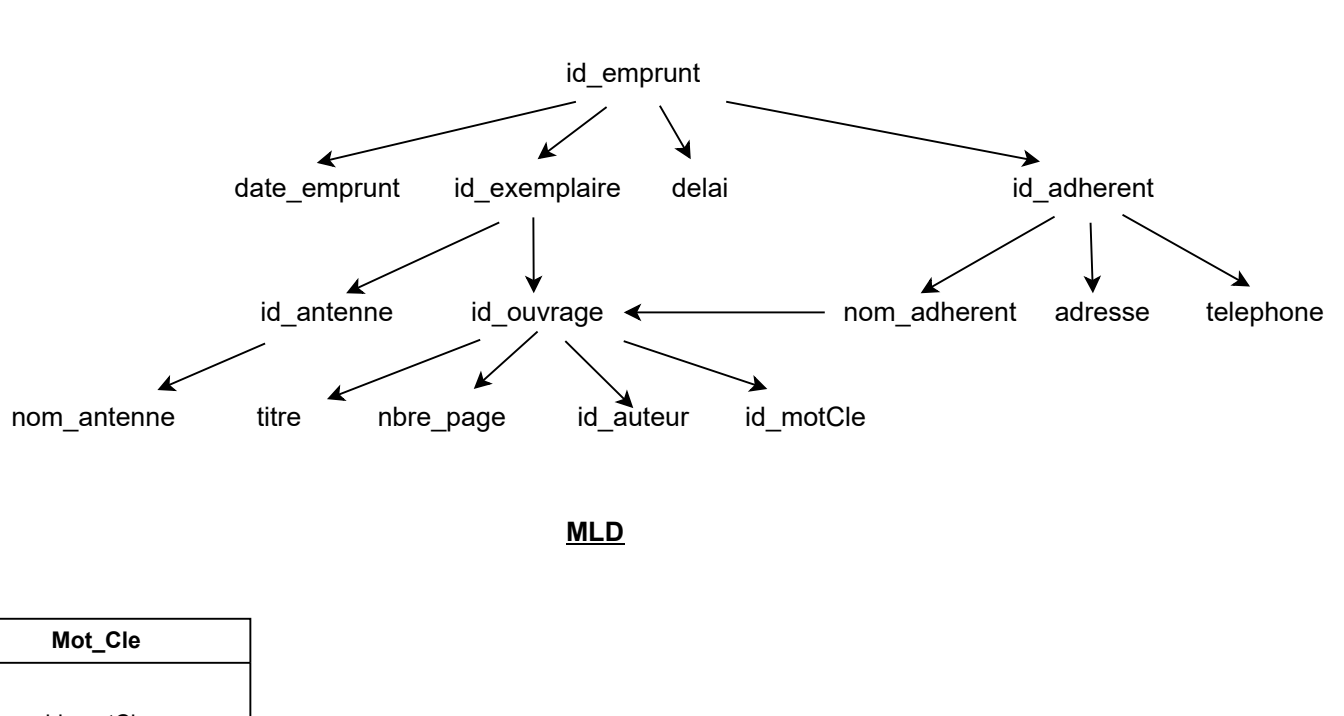 id_emprunt
date_emprunt id_exemplaire delai id_adherent
id_antenne id_ouvrage nom_adherent adresse telephone
nom_antenne titre nbre_page id_auteur id_motCle
MLD
Mot_Cle